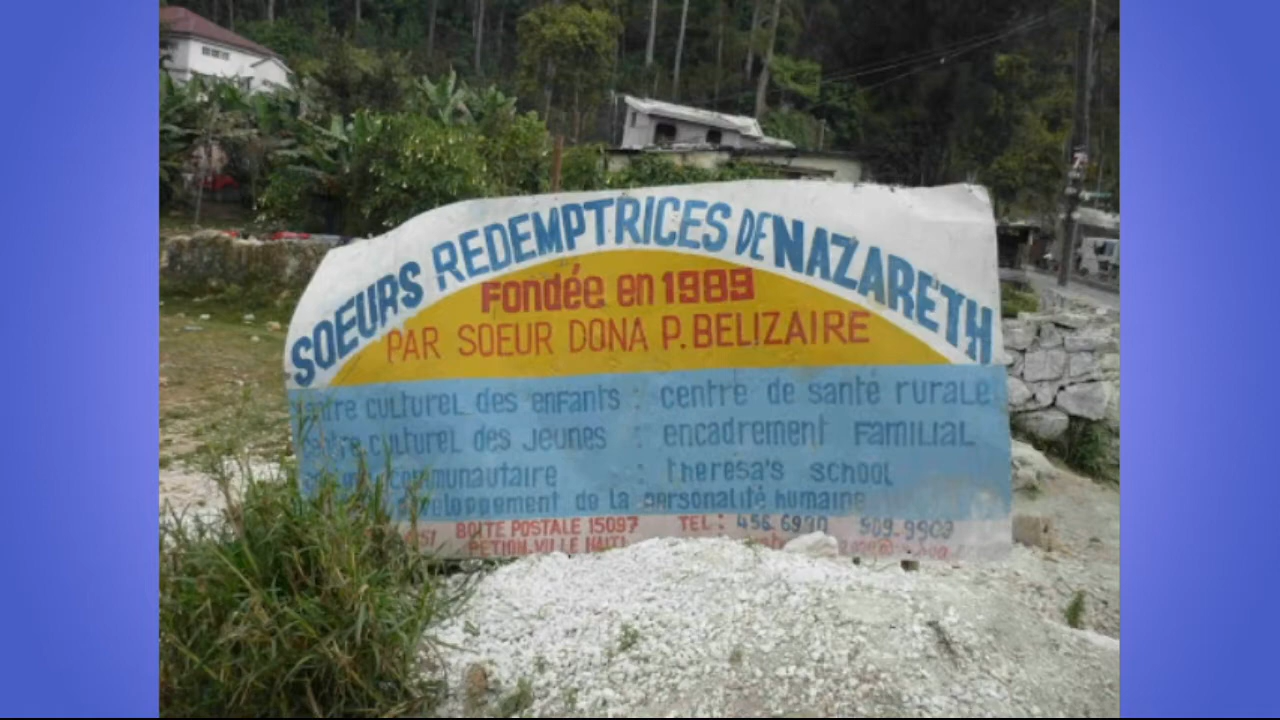 SOEURS REDEMPTRICES DE NAZARETH
Fondée en 1989
PAR SOEUR DONA P. BELIZAIRE
centre culturel des enfants : centre de santé rurale
centre culturel des jeunes : encadrement familial
communautaire : theresa's school
developpement de la personalité humaine
BOITE POSTALE 15097 TEL : 456.6990 509.9909
PETION-VILLE HAITI